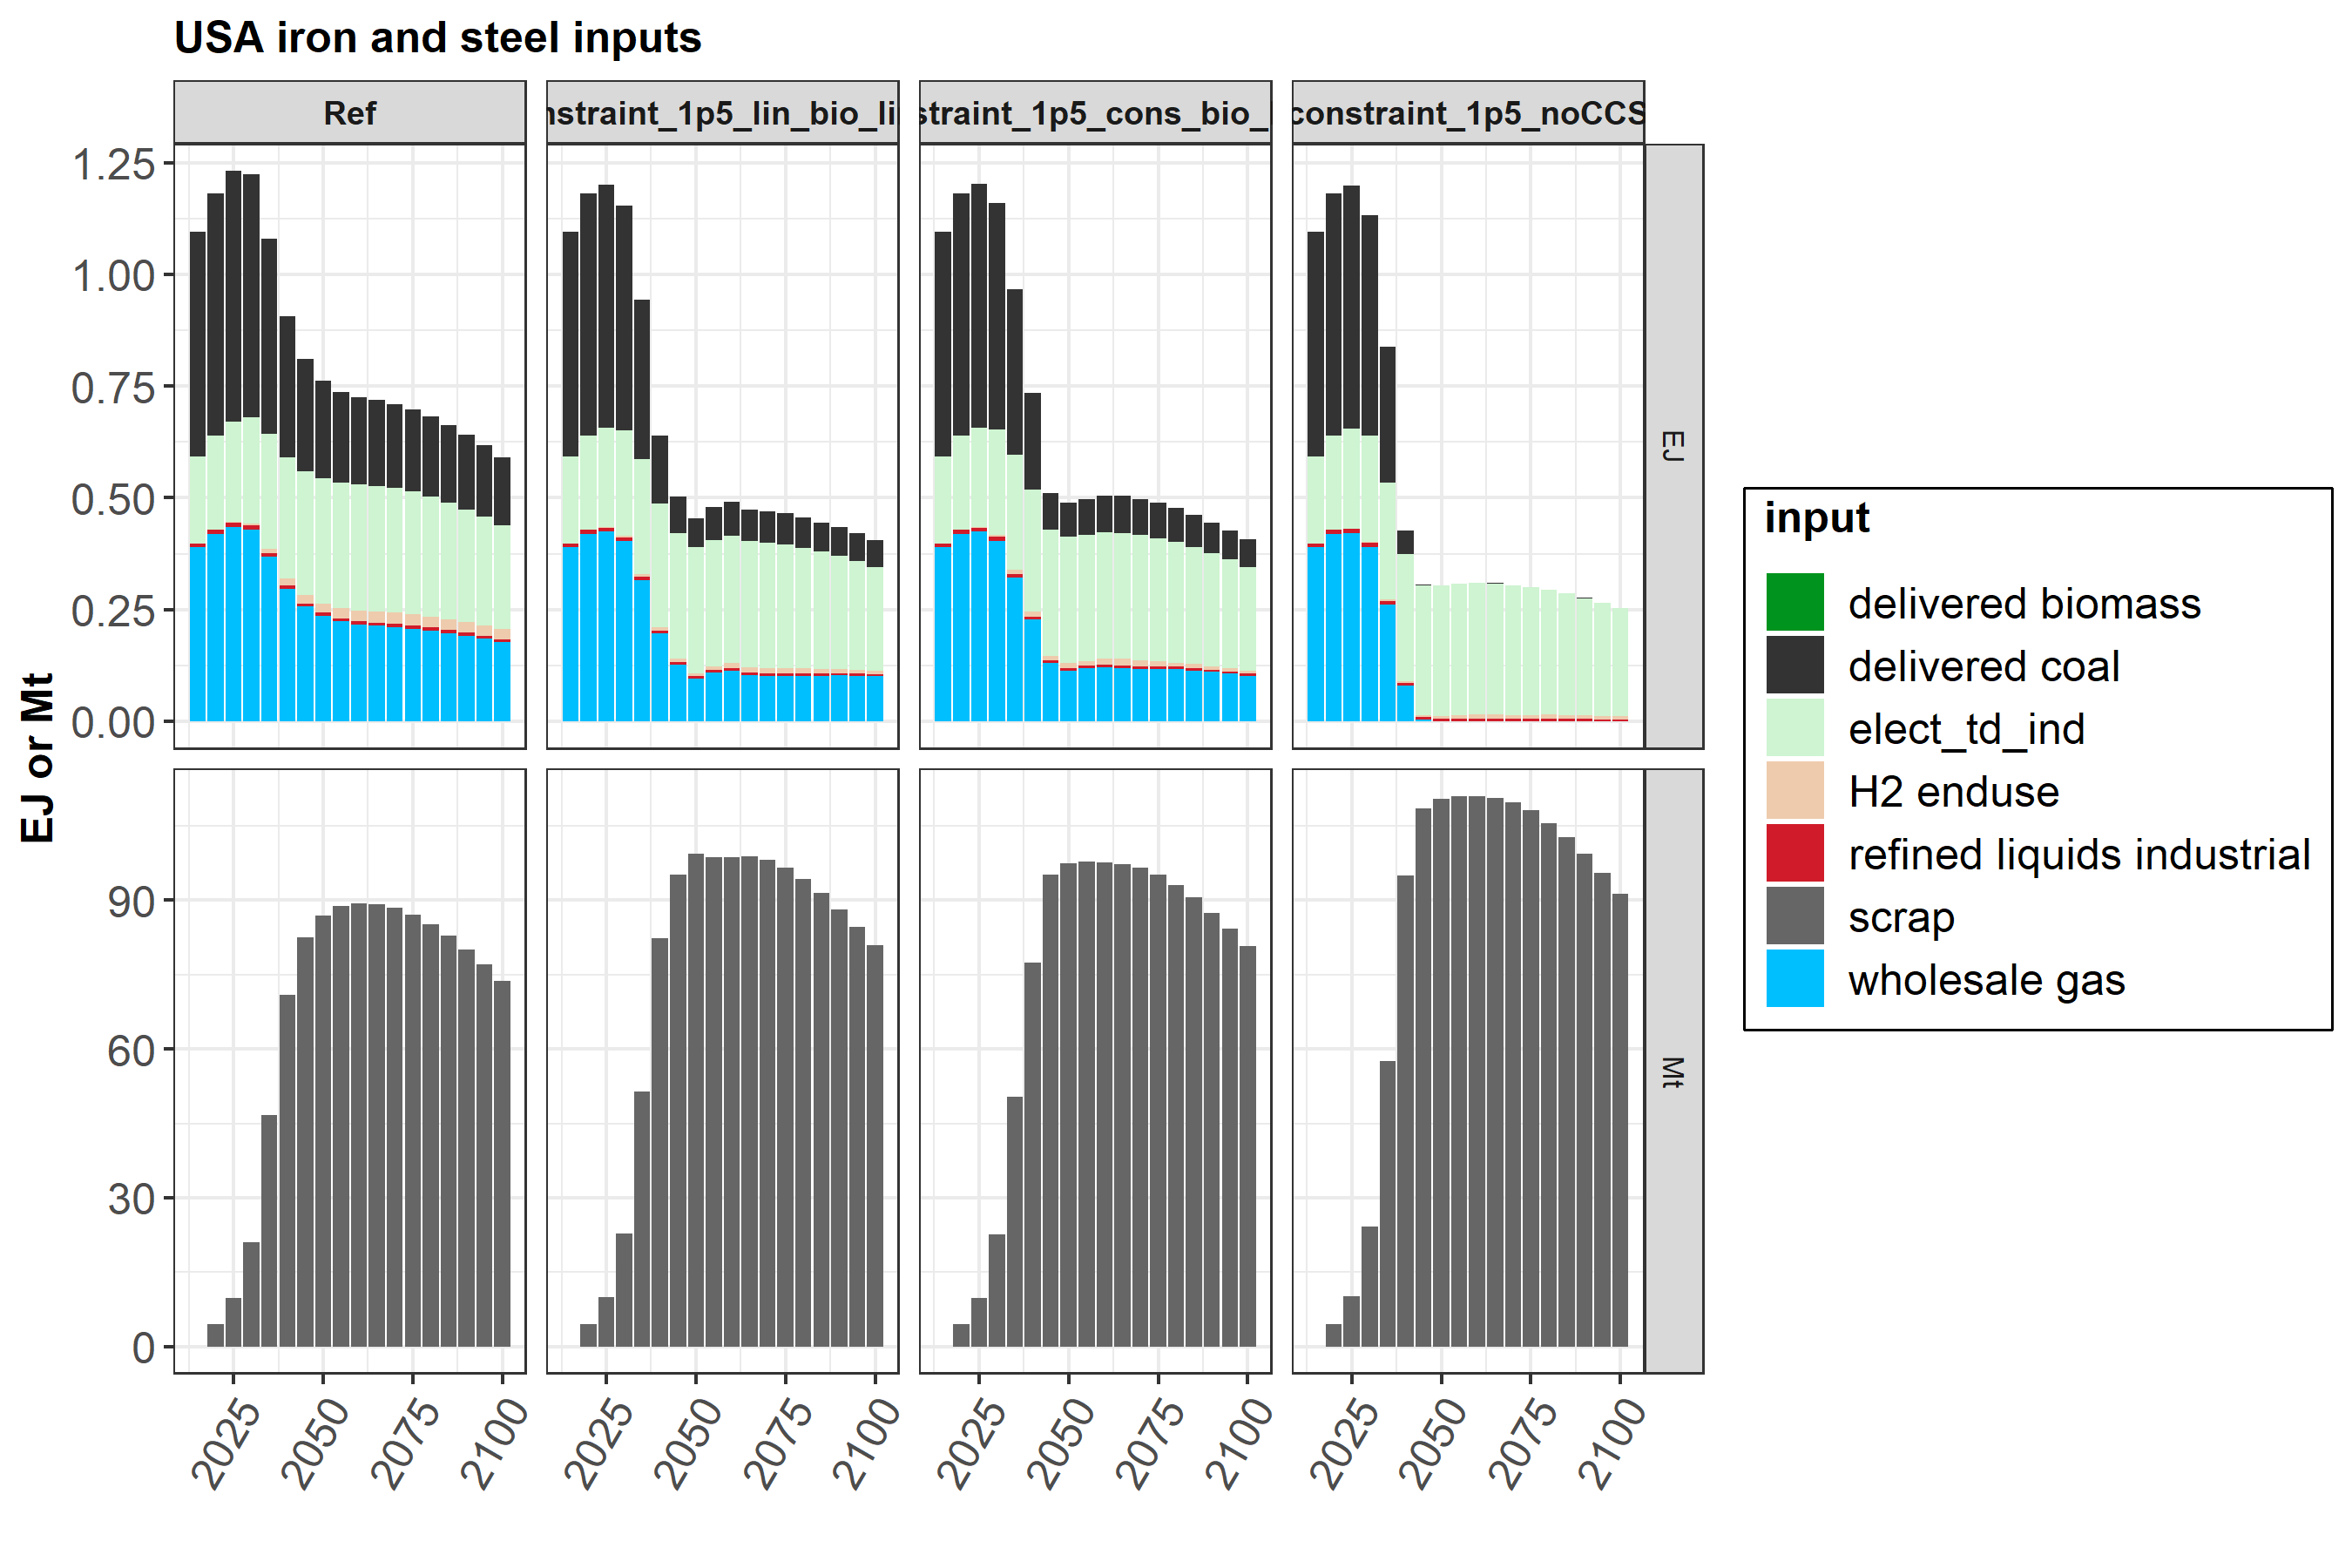 USA iron and steel inputs
Ref
nstraint_1p5_lin_bio_li
straint_1p5_cons_bio_
constraint_1p5_noCCS
EJ or Mt
1.25
1.00
0.75
0.50
0.25
0.00
EJ
90
60
30
0
Mt
2025 2050 2075 2100
2025 2050 2075 2100
2025 2050 2075 2100
2025 2050 2075 2100
input
delivered biomass
delivered coal
elect_td_ind
H2 enduse
refined liquids industrial
scrap
wholesale gas